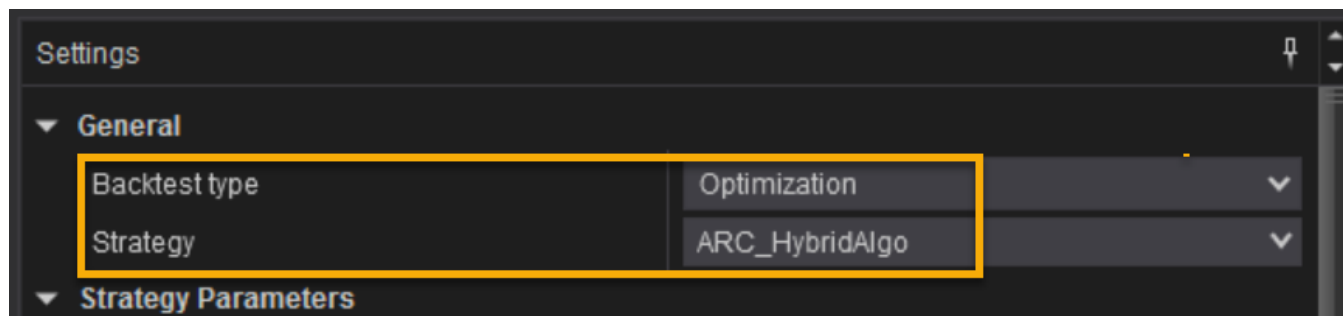 Settings
General
Backtest type Optimization
Strategy ARC_HybridAlgo
Strategy Parameters